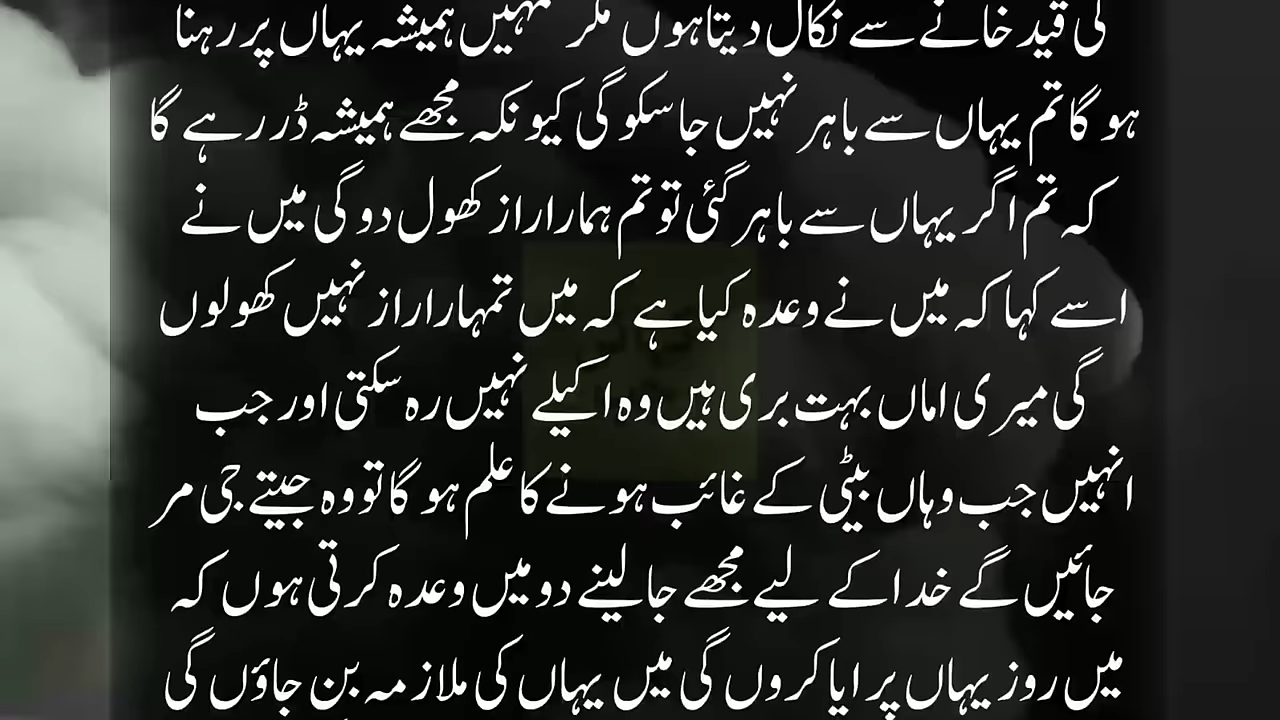 کی قید خانے سے نکال دیتا ہوں مگر تمہیں ہمیشہ یہاں پر رہنا
ہو گا تم یہاں سے باہر نہیں جا سکو گی کیونکہ مجھے ہمیشہ ڈر رہے گا
کہ تم اگر یہاں سے باہر گئی تو تم ہمارا راز کھول دو گی میں نے
اسے کہا کہ میں نے وعدہ کیا ہے کہ میں تمہارا راز نہیں کھولوں
گی میری اماں بہت بری ہیں وہ اکیلے نہیں رہ سکتی اور جب
انہیں جب وہاں بیٹی کے غائب ہونے کا علم ہو گا تو وہ جیتے جی مر
جائیں گے خدا کے لیے مجھے جا لینے دو میں وعدہ کرتی ہوں کہ
میں روز یہاں پر ایا کروں گی میں یہاں کی ملازمہ بن جاؤں گی